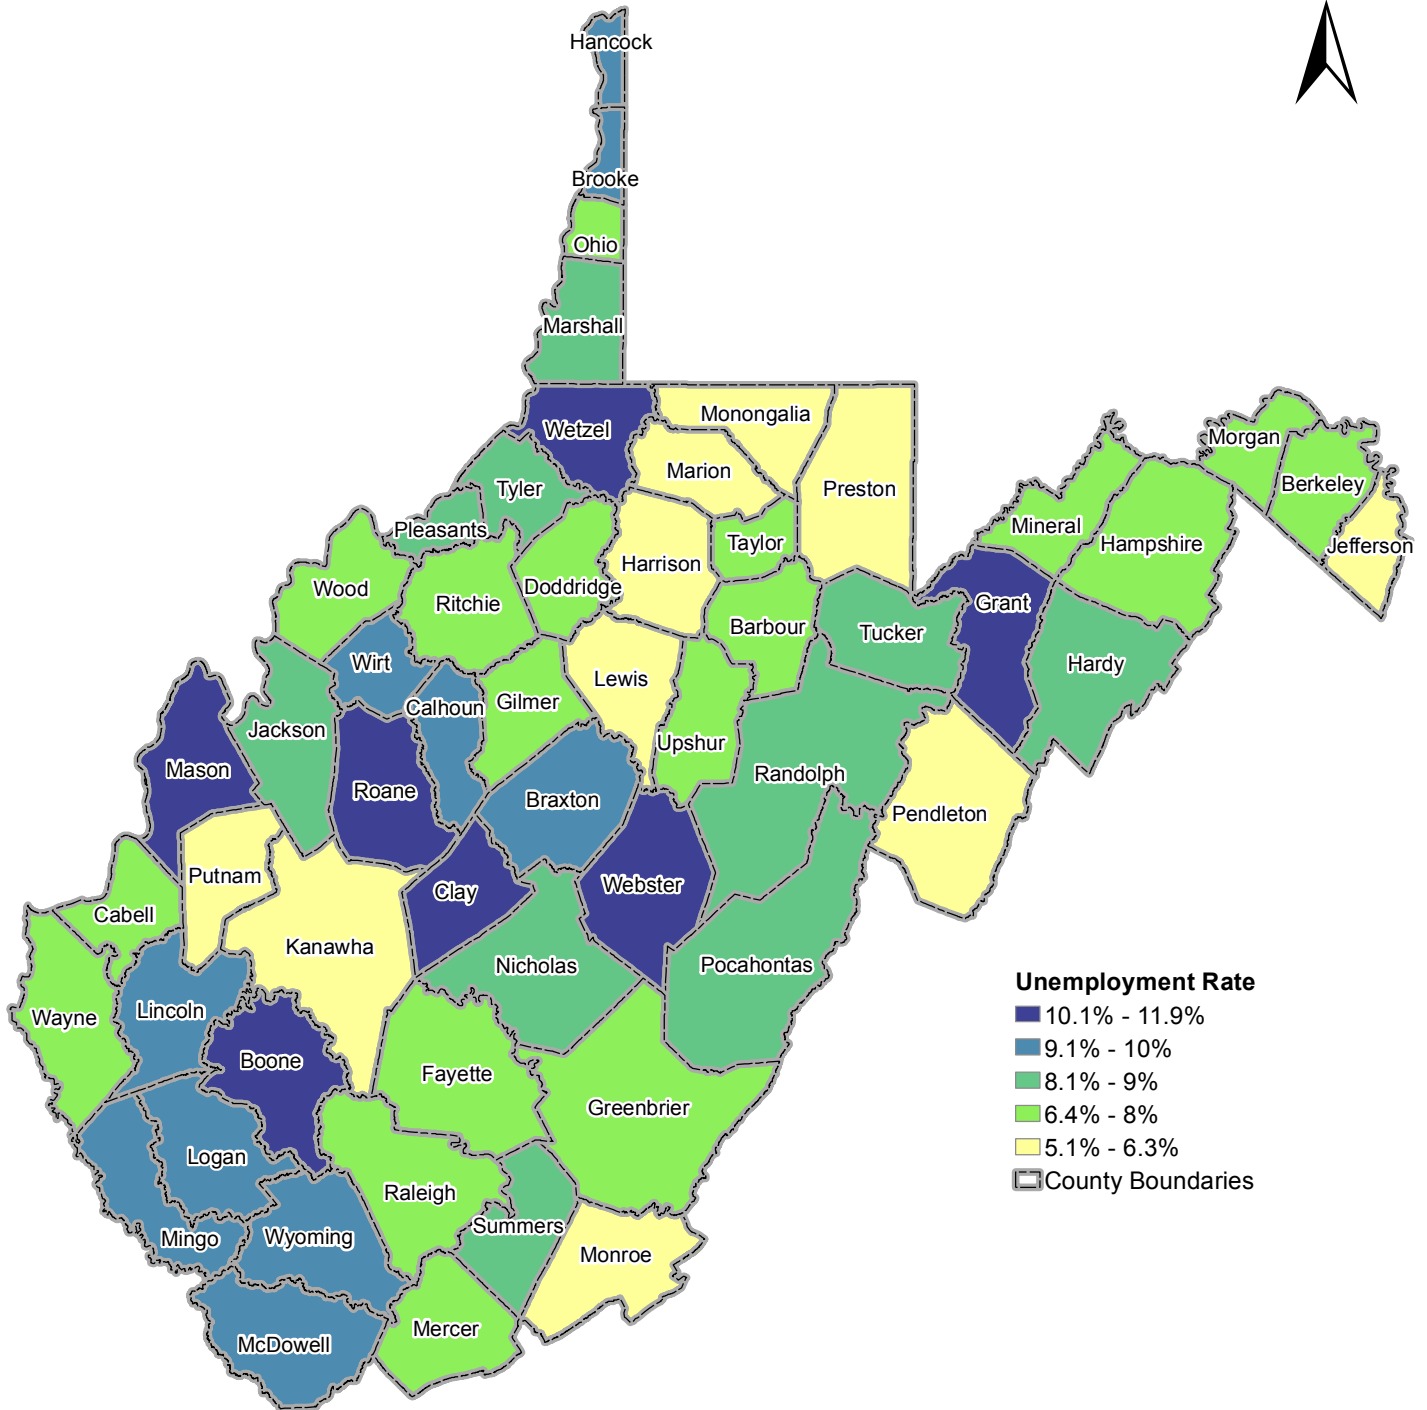 Hancock
Brooke
Ohio
Marshall
Wetzel
Monongalia
Marion
Preston
Tyler
Pleasants
Taylor
Harrison
Doddridge
Wood
Ritchie
Barbour
Tucker
Morgan
Berkeley
Jefferson
Mineral
Hampshire
Grant
Hardy
Wirt
Lewis
Calhoun
Gilmer
Jackson
Upshur
Mason
Roane
Braxton
Randolph
Pendleton
Putnam
Clay
Webster
Cabell
Kanawha
Nicholas
Pocahontas
Lincoln
Wayne
Boone
Fayette
Greenbrier
Logan
Raleigh
Summers
Mingo
Wyoming
Monroe
Mercer
McDowell
Unemployment Rate
10.1% - 11.9%
9.1% - 10%
8.1% - 9%
6.4% - 8%
5.1% - 6.3%
County Boundaries